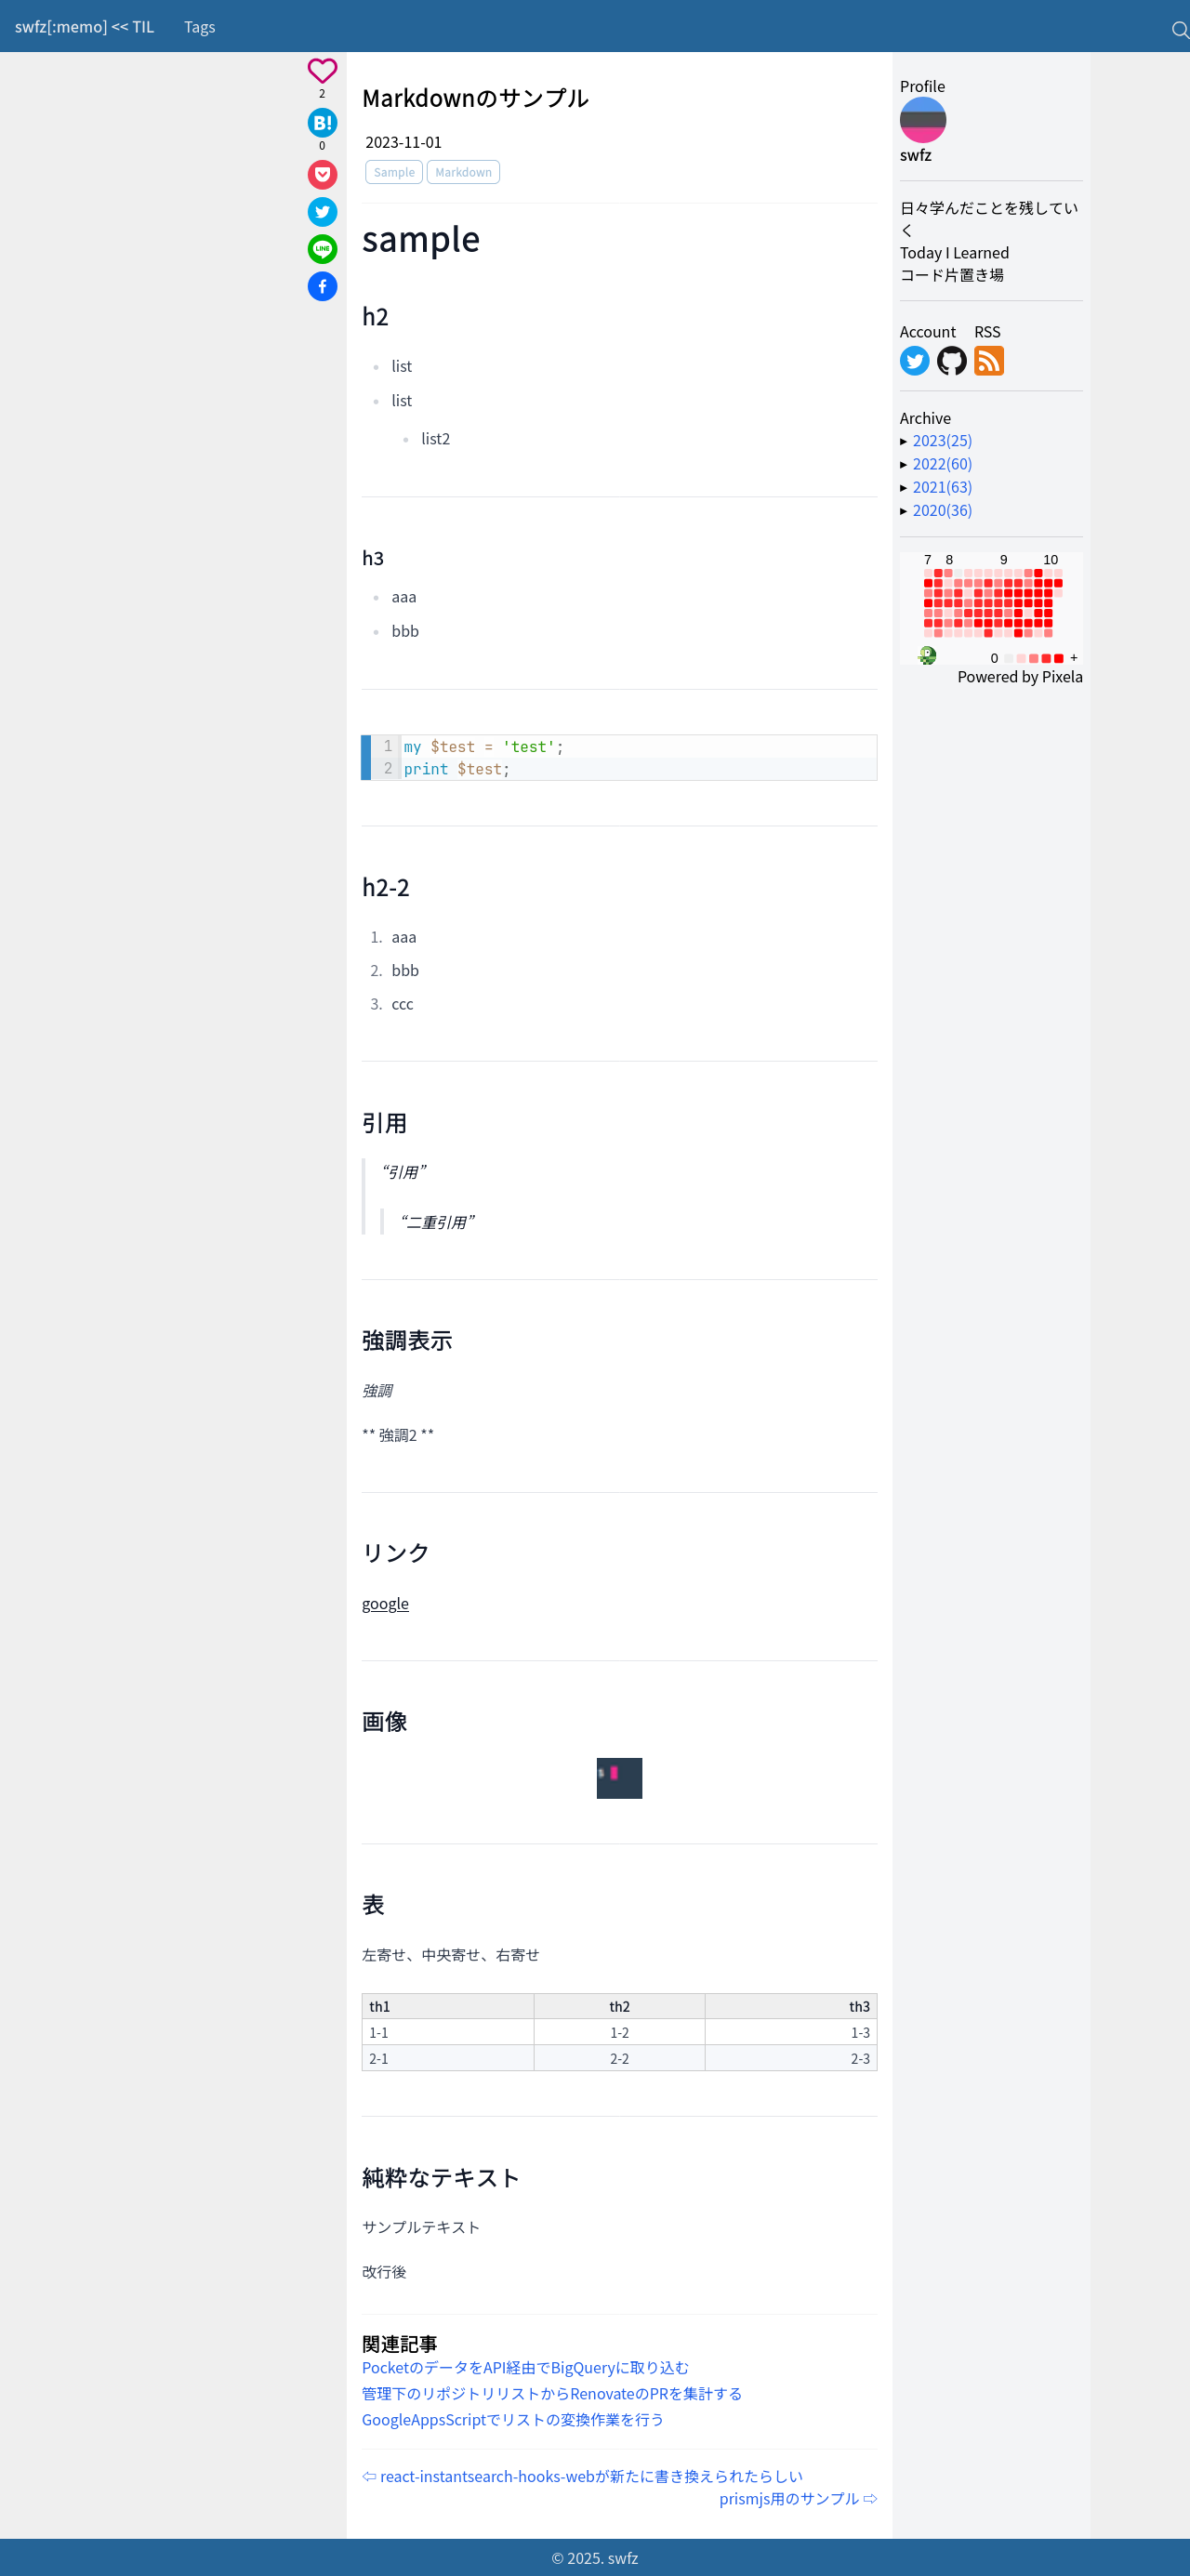 swfz[:memo] << TIL Tags
2
B!
0
LINE
Markdownのサンプル
2023-11-01
Sample Markdown
sample
h2
list
list
list2
h3
aaa
bbb
1 my $test = 'test';
2 print $test;
h2-2
1. aaa
2. bbb
3. ccc
引用
“引用”
“二重引用”
強調表示
強調
** 強調2 **
リンク
google
画像
表
左寄せ、中央寄せ、右寄せ
th1 th2 th3
1-1 1-2 1-3
2-1 2-2 2-3
純粋なテキスト
サンプルテキスト
改行後
関連記事
PocketのデータをAPI経由でBigQueryに取り込む
管理下のリポジトリリストからRenovateのPRを集計する
GoogleAppsScriptでリストの変換作業を行う
⇦ react-instantsearch-hooks-webが新たに書き換えられたらしい
prismjs用のサンプル ⇨
Profile
swfz
日々学んだことを残してい
く
Today I Learned
コード片置き場
Account RSS
Archive
▸ 2023(25)
▸ 2022(60)
▸ 2021(63)
▸ 2020(36)
7 8 9 10
0 +
Powered by Pixela
© 2025. swfz